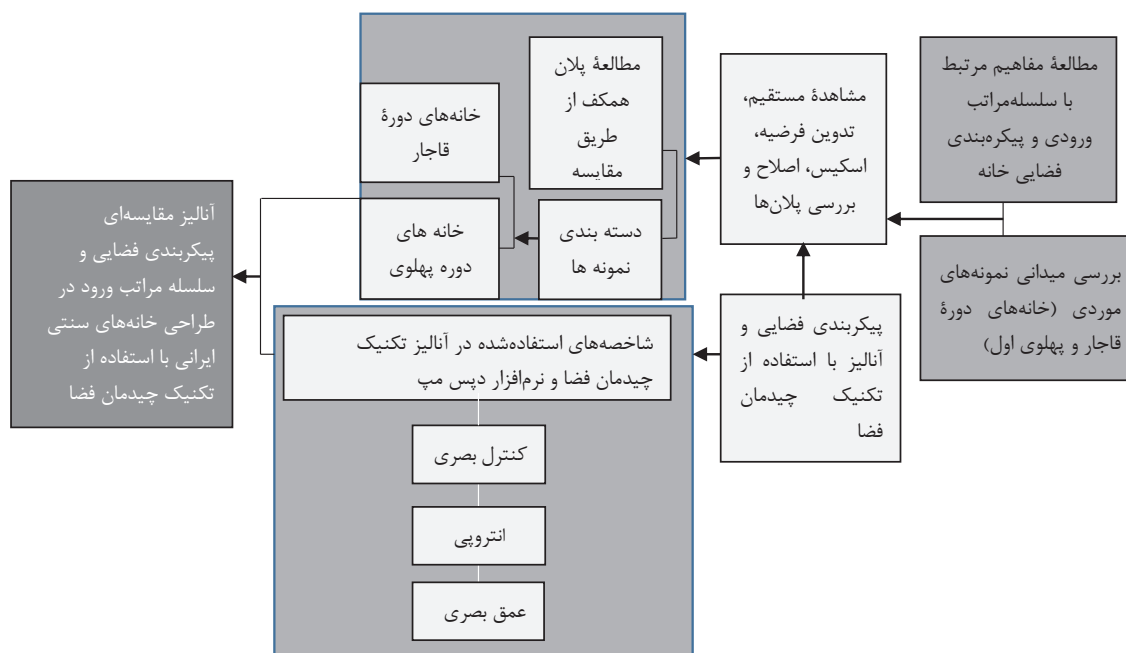 مطالعهٔ مفاهیم مرتبط
با سلسله‌مراتب
ورودی و پیکره‌بندی
فضایی خانه
بررسی میدانی نمونه‌های
موردی (خانه‌های دورهٔ
قاجار و پهلوی اول)
مشاهدهٔ مستقیم،
تدوین فرضیه،
اسکیس، اصلاح و
بررسی پلان‌ها
پیکربندی فضایی و
آنالیز با استفاده از
تکنیک چیدمان
فضا
مطالعهٔ پلان
همکف از
طریق
مقایسه
دسته بندی
نمونه ها
خانه‌های دورهٔ
قاجار
خانه های
دوره پهلوی
شاخصه‌های استفاده‌شده در آنالیز تکنیک
چیدمان فضا و نرم‌افزار دپس مپ
کنترل بصری
انتروپی
عمق بصری
آنالیز مقایسه‌ای
پیکربندی فضایی و
سلسله مراتب ورود در
طراحی خانه‌های سنتی
ایرانی با استفاده از
تکنیک چیدمان فضا